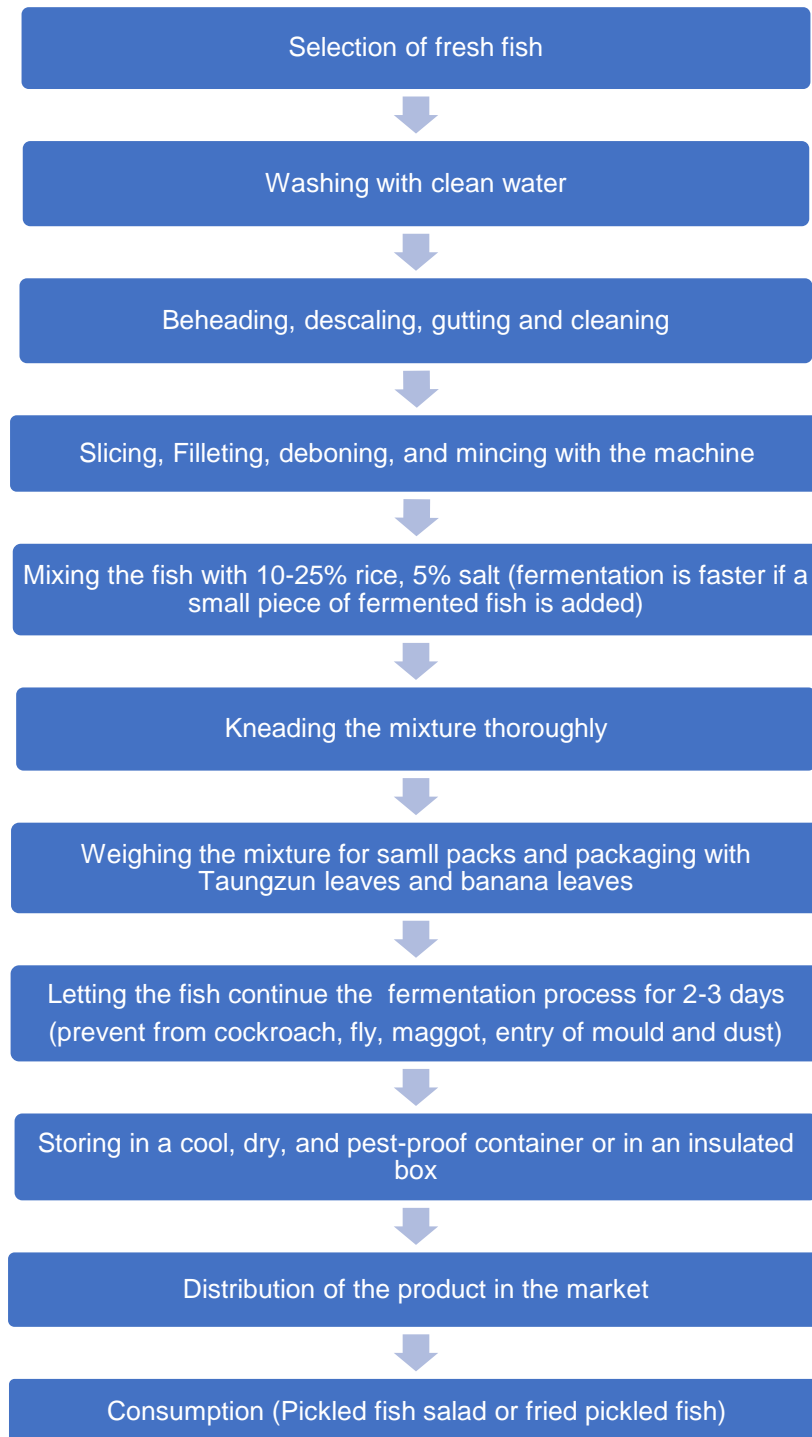 Selection of fresh fish
Washing with clean water
Beheading, descaling, gutting and cleaning
Slicing, Filleting, deboning, and mincing with the machine
Mixing the fish with 10-25% rice, 5% salt (fermentation is faster if a
small piece of fermented fish is added)
Kneading the mixture thoroughly
Weighing the mixture for samll packs and packaging with
Taungzun leaves and banana leaves
Letting the fish continue the  fermentation process for 2-3 days
(prevent from cockroach, fly, maggot, entry of mould and dust)
Storing in a cool, dry, and pest-proof container or in an insulated
box
Distribution of the product in the market
Consumption (Pickled fish salad or fried pickled fish)